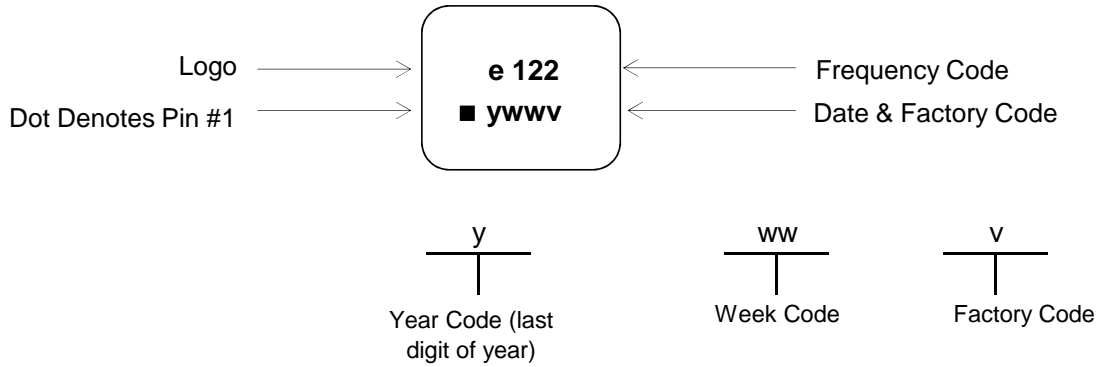 Logo
e 122
Frequency Code
Dot Denotes Pin #1
■ ywwv
Date & Factory Code
y
ww
v
Year Code (last
digit of year)
Week Code
Factory Code